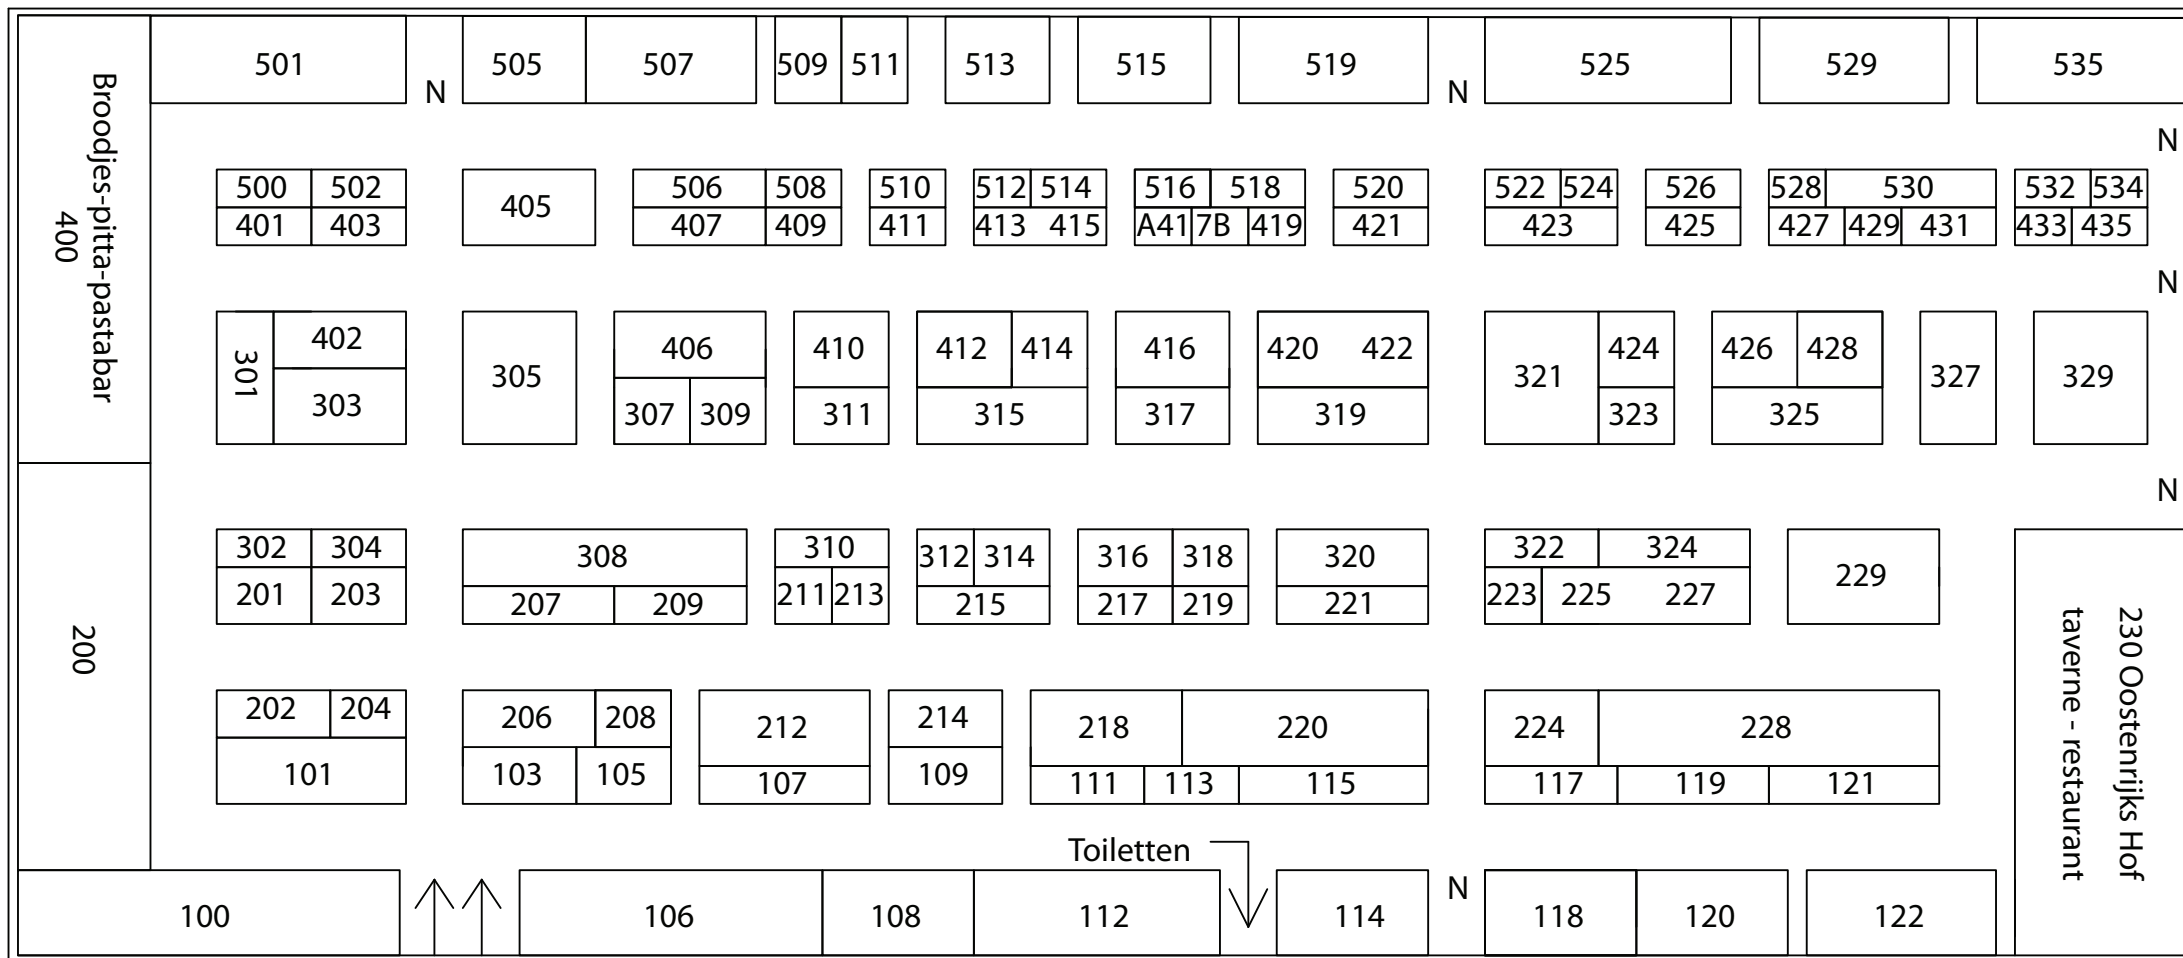 501 505 507 509 511 513 515 519 525 529 535
N N
N
Broodjes-pitta-pastabar
400
500 502 506 508 510 512 514 516 518 520 522 524 526 528 530 532 534
405
401 403 407 409 411 413 415 A41 7B 419 421 423 425 427 429 431 433 435
N
402 406 410 412 414 416 420 422 424 426 428
301 305 321 327 329
303 307 309 311 315 317 319 323 325
N
302 304 308 310 312 314 316 318 320 322 324
229
201 203 207 209 211 213 215 217 219 221 223 225 227
200
230 Oostenrijks Hof
taverne - restaurant
202 204 206 208 212 214 218 220 224 228
101 103 105 107 109 111 113 115 117 119 121
Toiletten
N
100 106 108 112 114 118 120 122